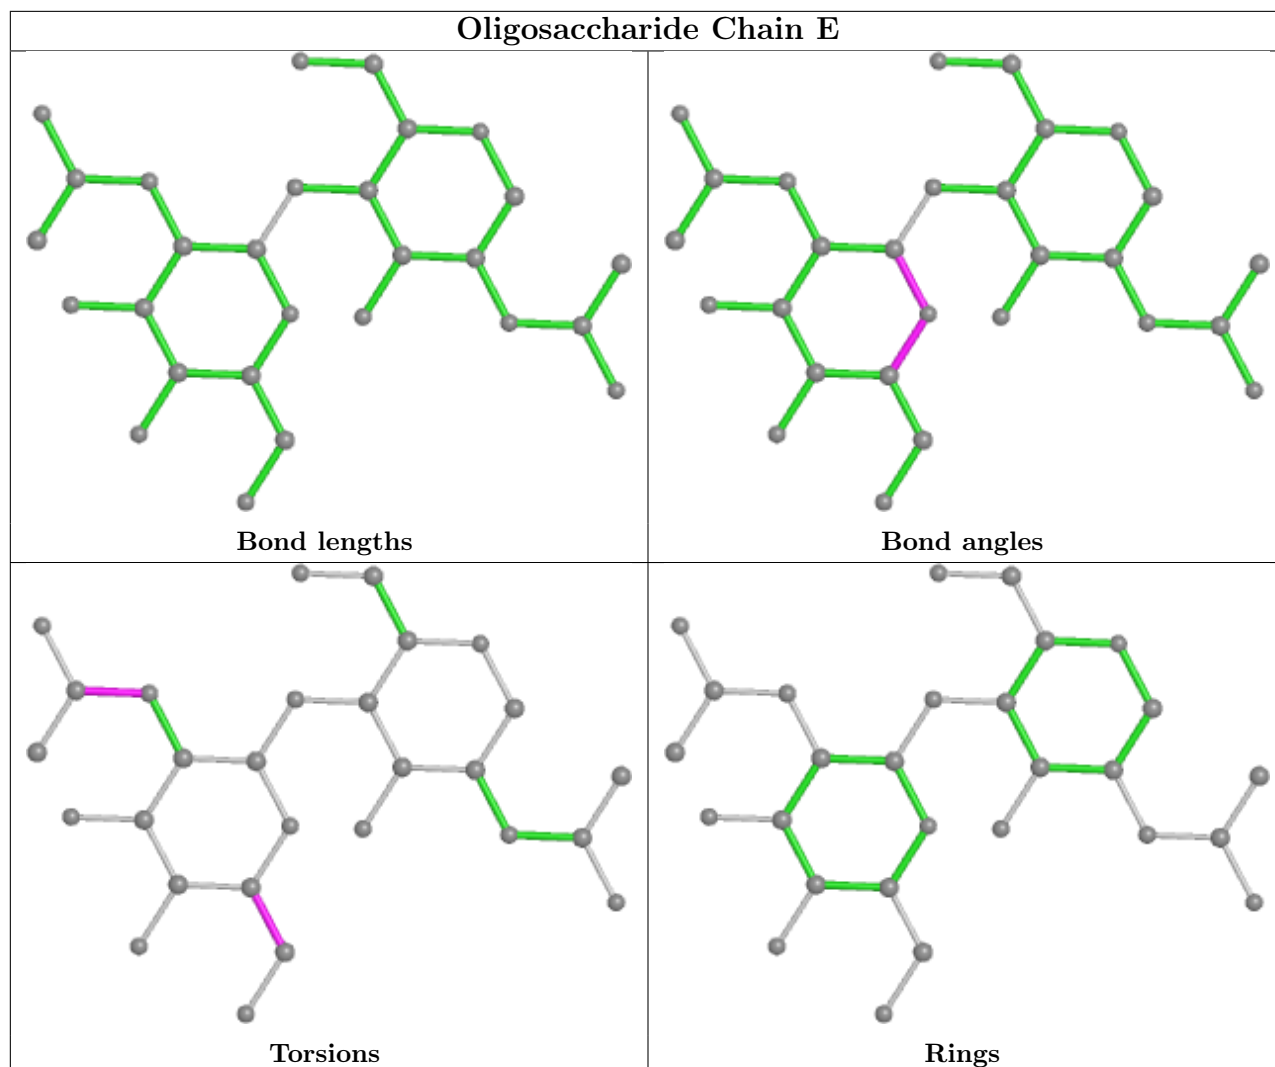 Oligosaccharide Chain E
Bond lengths
Bond angles
Torsions
Rings